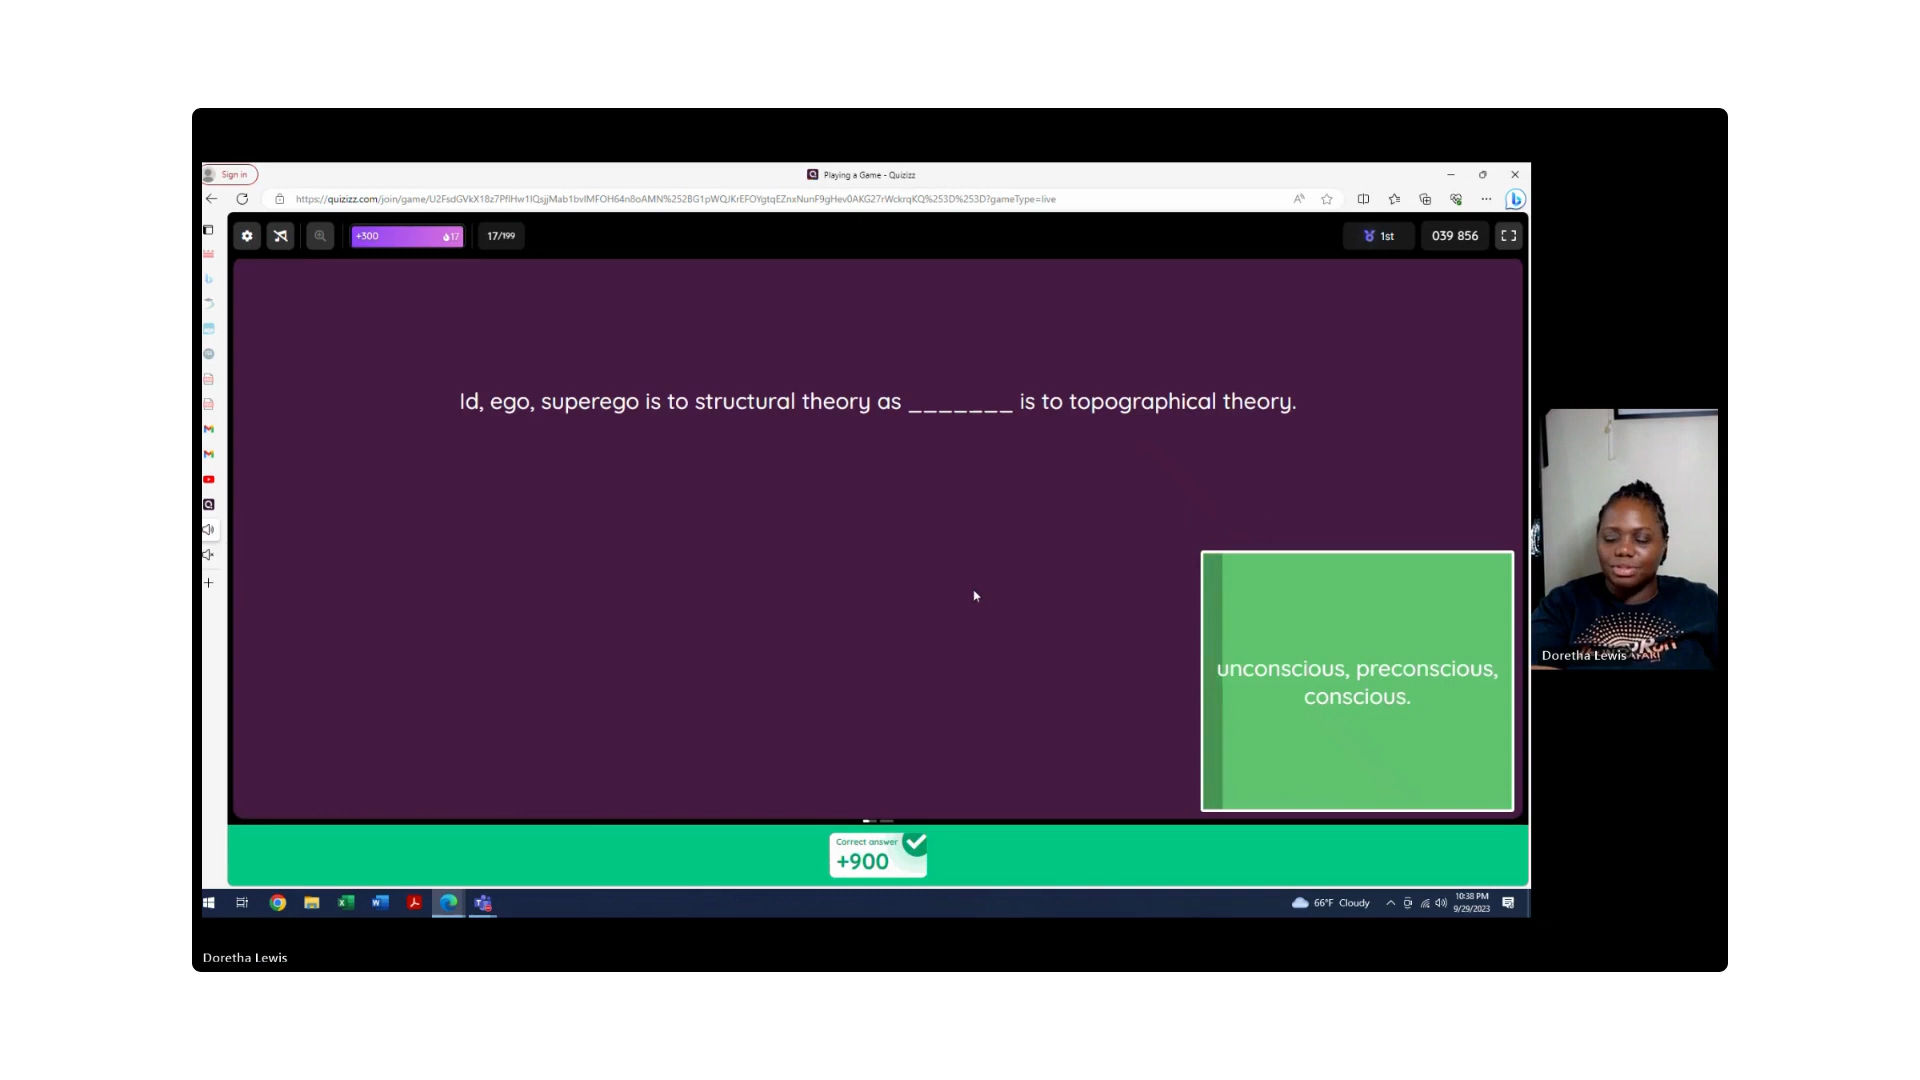 Sign in
Playing a Game - Quizizz
+300
17
17/199
1st
039 856
Id, ego, superego is to structural theory as _______ is to topographical theory.
unconscious, preconscious,
conscious.
Doretha Lewis
Correct answer
+900
66°F Cloudy
10:38 PM
9/29/2023
Doretha Lewis